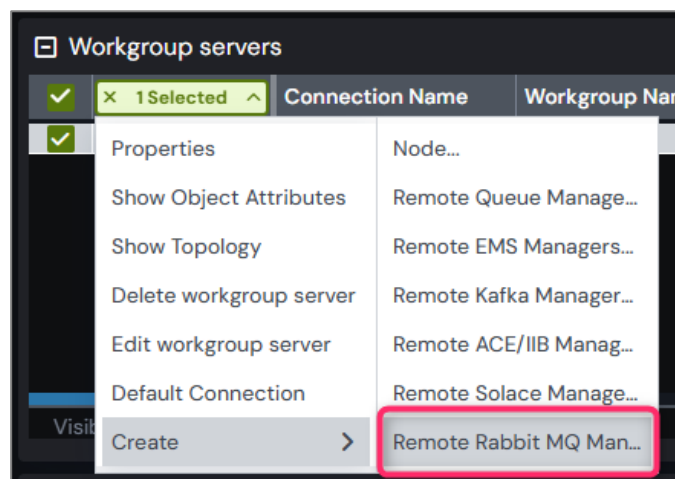 Workgroup servers
1 Selected Connection Name Workgroup Nar
Properties Node...
Show Object Attributes Remote Queue Manage...
Show Topology Remote EMS Managers...
Delete workgroup server Remote Kafka Manager...
Edit workgroup server Remote ACE/IIB Manag...
Default Connection Remote Solace Manage...
Visib
Create Remote Rabbit MQ Man...